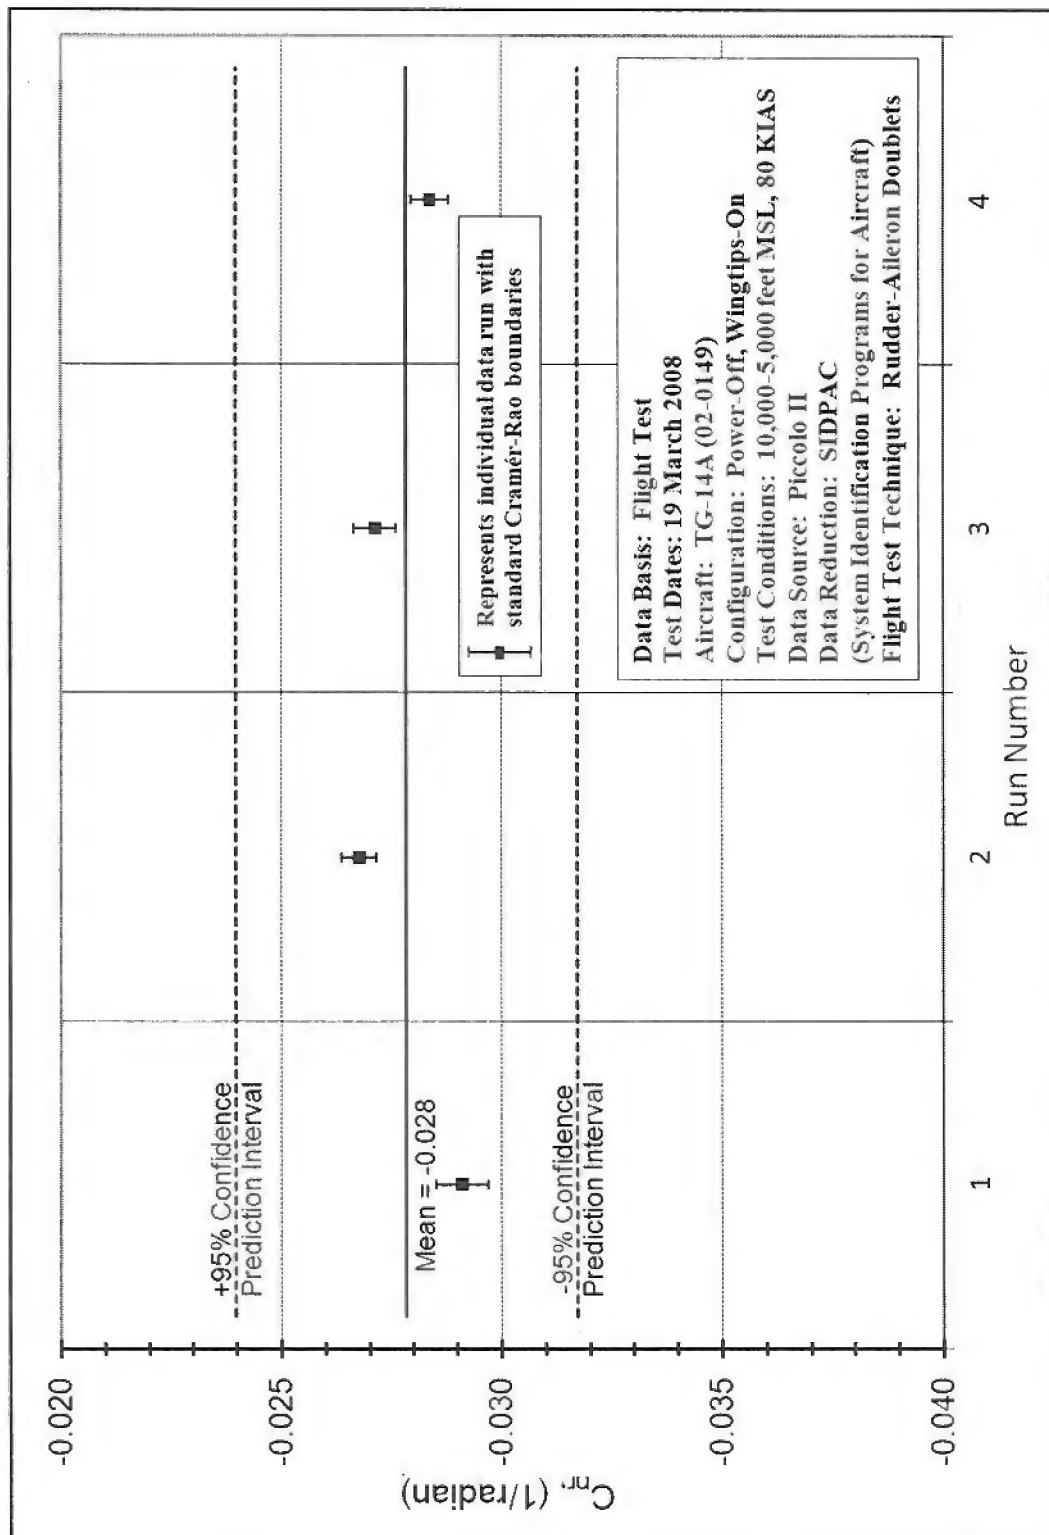 -0.020
-0.025
-0.030
-0.035
-0.040
Cnr, (1/radian)
+95% Confidence
Prediction Interval
Mean = -0.028
-95% Confidence
Prediction Interval
Represents individual data run with
standard Cramér-Rao boundaries
Data Basis: Flight Test
Test Dates: 19 March 2008
Aircraft: TG-14A (02-0149)
Configuration: Power-Off, Wingtips-On
Test Conditions: 10,000-5,000 feet MSL, 80 KIAS
Data Source: Piccolo II
Data Reduction: SIDPAC
(System Identification Programs for Aircraft)
Flight Test Technique: Rudder-Aileron Doublets
1
2
3
4
Run Number